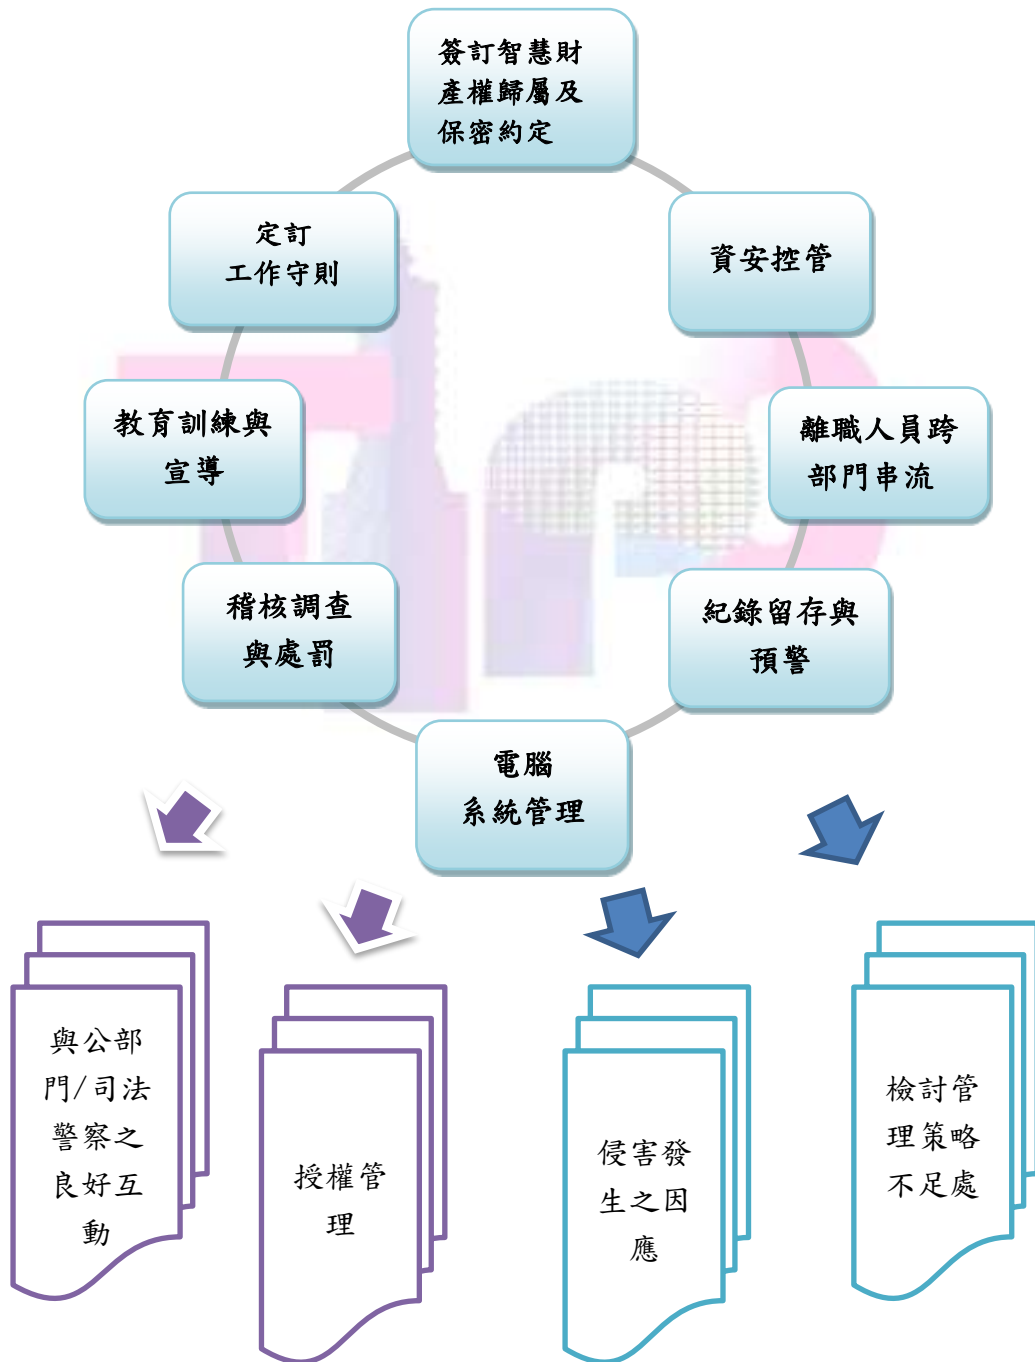 簽訂智慧財
產權歸屬及
保密約定
定訂
工作守則
資安控管
教育訓練與
宣導
離職人員跨
部門串流
稽核調查
與處罰
紀錄留存與
預警
電腦
系統管理
與公部
門/司法
警察之
良好互
動
授權管
理
侵害發
生之因
應
檢討管
理策略
不足處